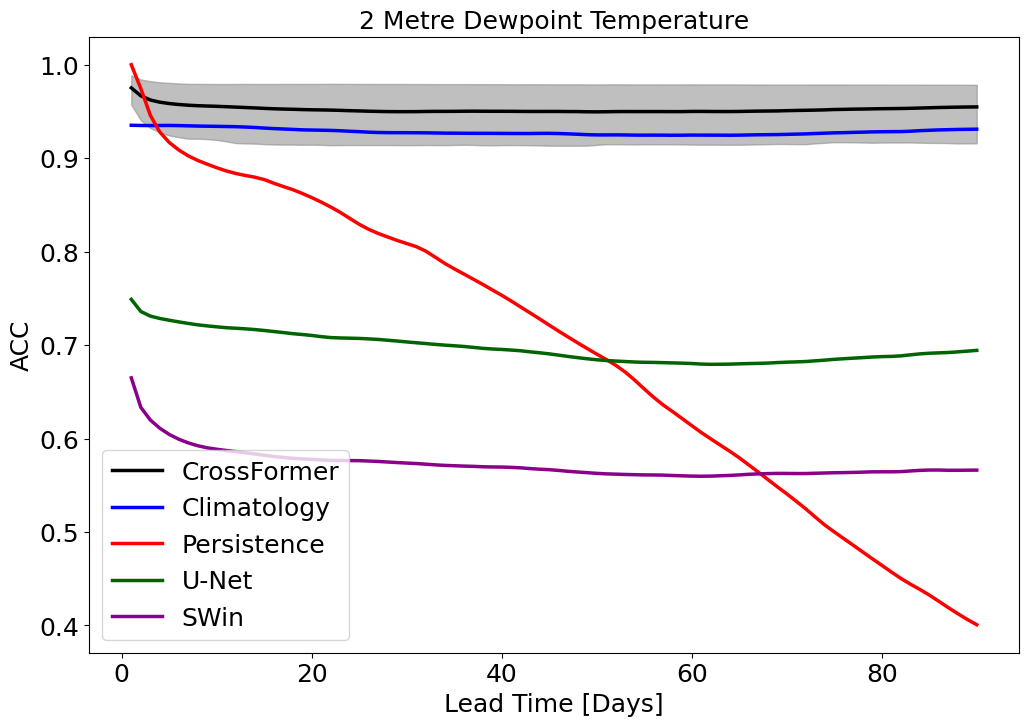 2 Metre Dewpoint Temperature
1.0
0.9
0.8
0.7
0.6
0.5
0.4
ACC
CrossFormer
Climatology
Persistence
U-Net
SWin
0 20 40 60 80
Lead Time [Days]